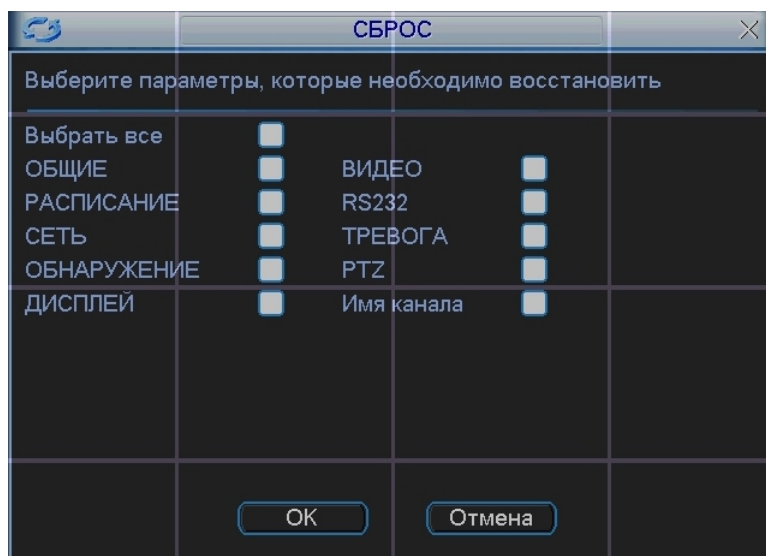 СБРОС
Выберите параметры, которые необходимо восстановить
Выбрать все
ОБЩИЕ ВИДЕО
РАСПИСАНИЕ RS232
СЕТЬ ТРЕВОГА
ОБНАРУЖЕНИЕ PTZ
ДИСПЛЕЙ Имя канала
OK Отмена